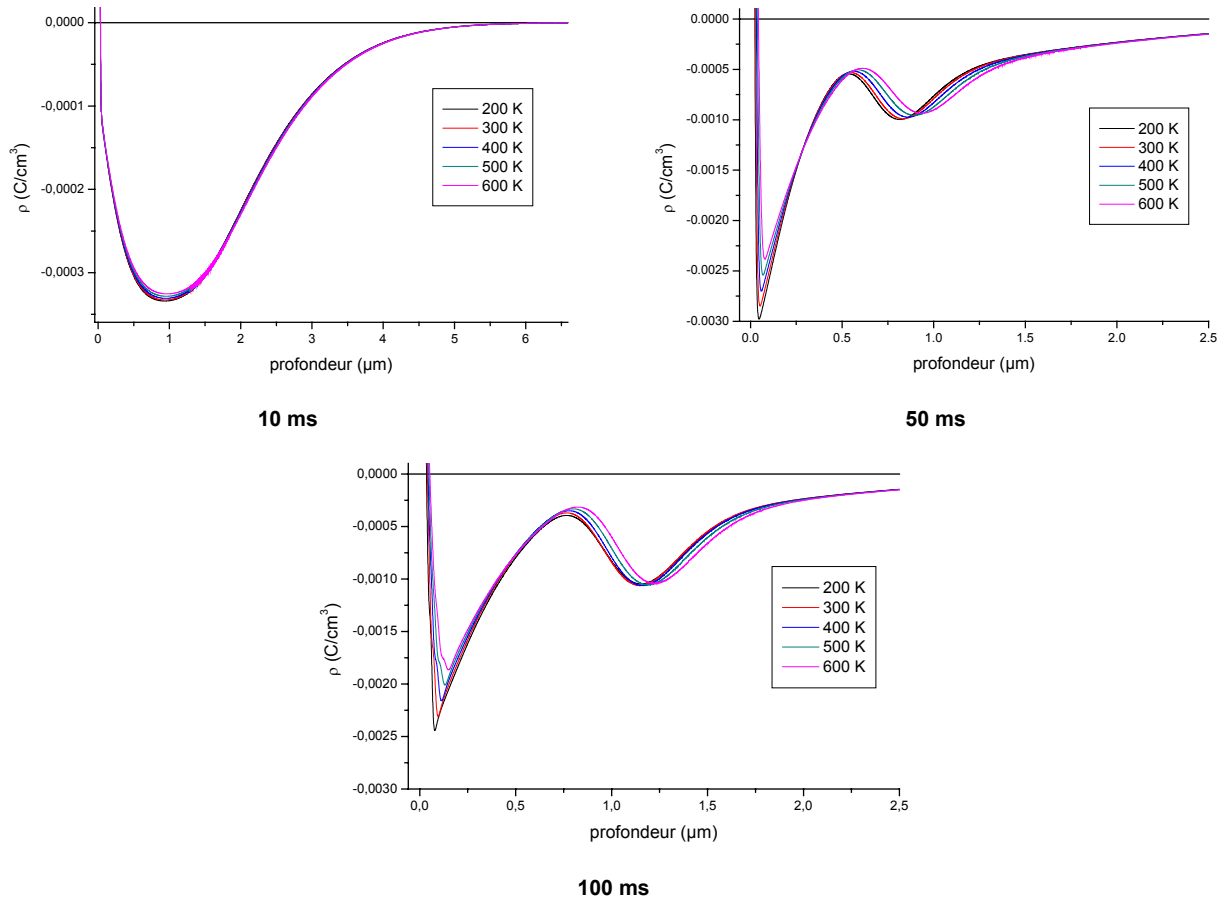 0,0000
-0,0001
-0,0002
-0,0003
ρ (C/cm³)
0
1
2
3
4
5
6
profondeur (µm)
200 K
300 K
400 K
500 K
600 K
10 ms
0.0000
-0.0005
-0.0010
-0.0015
-0.0020
-0.0025
-0.0030
ρ (C/cm³)
0.0
0.5
1.0
1.5
2.0
2.5
profondeur (µm)
200 K
300 K
400 K
500 K
600 K
50 ms
0,0000
-0,0005
-0,0010
-0,0015
-0,0020
-0,0025
-0,0030
ρ (C/cm³)
0,0
0,5
1,0
1,5
2,0
2,5
profondeur (µm)
200 K
300 K
400 K
500 K
600 K
100 ms